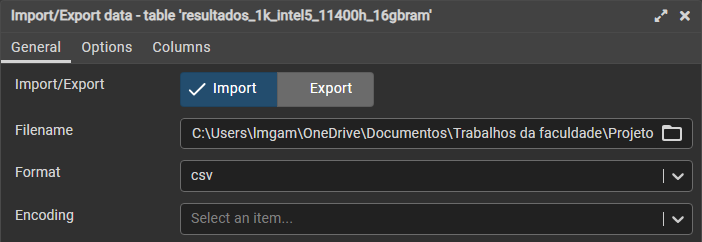 Import/Export data - table 'resultados_1k_intel5_11400h_16gbram'
General Options Columns
Import/Export Import Export
Filename C:\Users\lmgam\OneDrive\Documentos\Trabalhos da faculdade\Projeto
Format csv
Encoding Select an item...